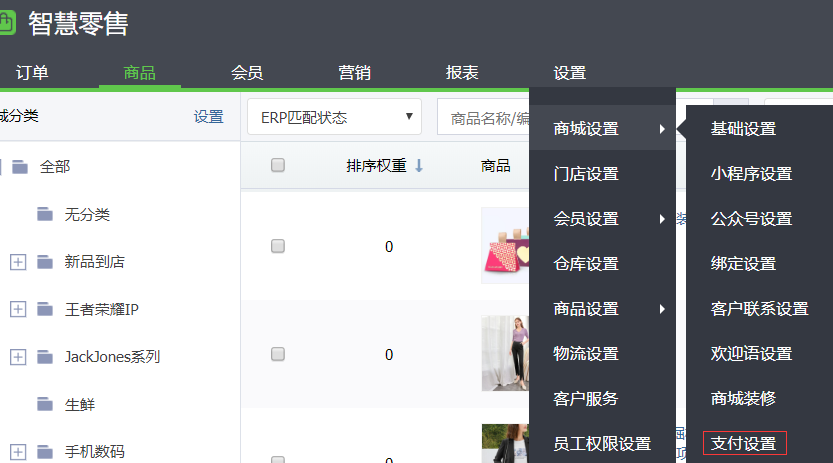 智慧零售
订单 商品 会员 营销 报表 设置
城分类 设置
ERP匹配状态 商品名称/编
排序权重 商品
全部
无分类
新品到店
王者荣耀IP
JackJones系列
生鲜
手机数码
0
0
0
商城设置
门店设置
会员设置
仓库设置
商品设置
物流设置
客户服务
员工权限设置
基础设置
小程序设置
公众号设置
绑定设置
客户联系设置
欢迎语设置
商城装修
支付设置